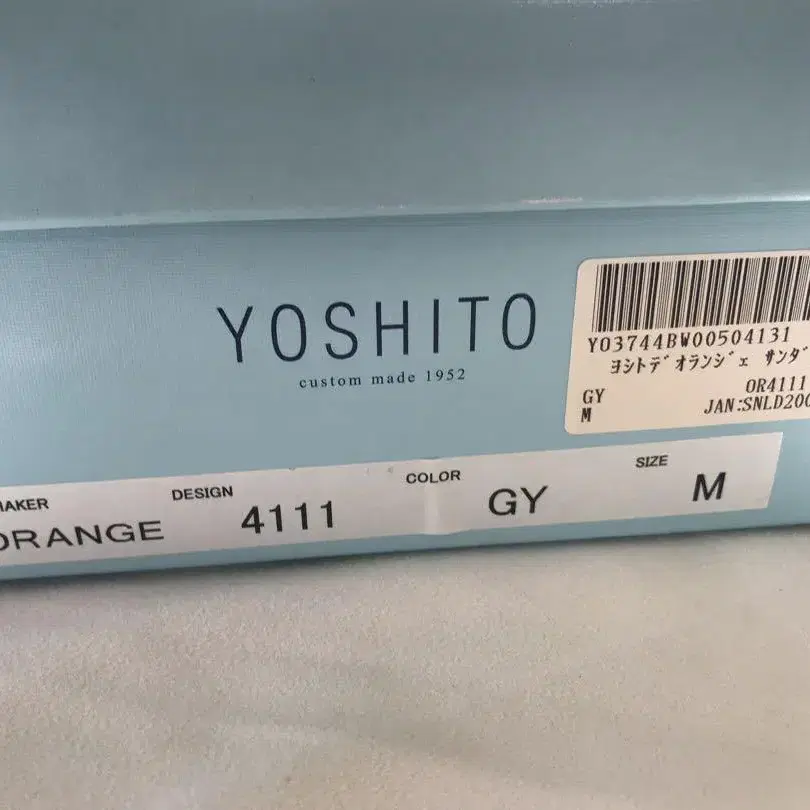 YOSHITO
custom made 1952
Y03744BW00504131
ﾖｼﾄﾃﾞｵﾗﾝｼﾞｪ ｻﾝﾀﾞ
GY OR4111
M JAN:SNLD200
MAKER DESIGN COLOR SIZE
ORANGE 4111 GY M